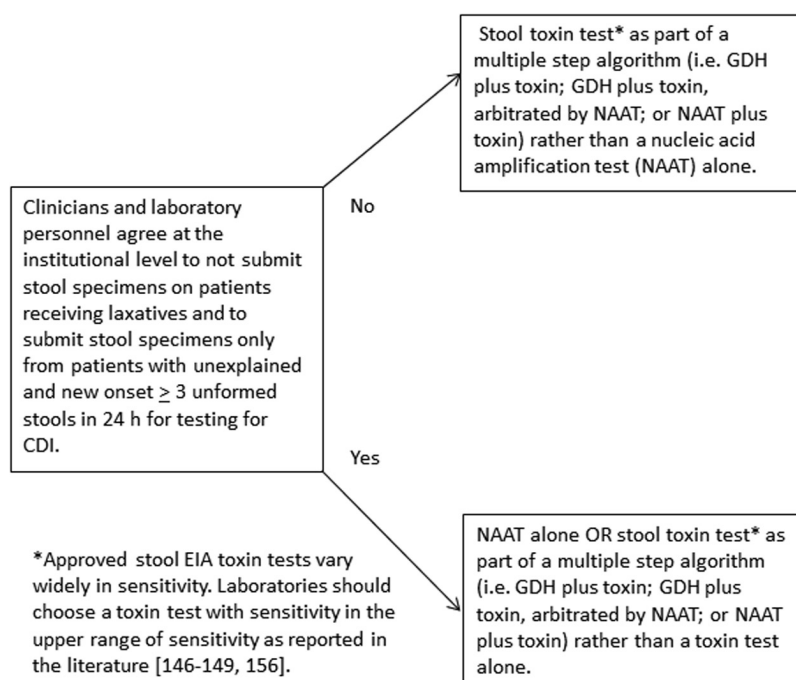 Stool toxin test* as part of a
multiple step algorithm (i.e. GDH
plus toxin; GDH plus toxin,
arbitrated by NAAT; or NAAT plus
toxin) rather than a nucleic acid
amplification test (NAAT) alone.
No
Clinicians and laboratory
personnel agree at the
institutional level to not submit
stool specimens on patients
receiving laxatives and to
submit stool specimens only
from patients with unexplained
and new onset ≥ 3 unformed
stools in 24 h for testing for
CDI.
Yes
NAAT alone OR stool toxin test* as
part of a multiple step algorithm
(i.e. GDH plus toxin; GDH plus
toxin, arbitrated by NAAT; or NAAT
plus toxin) rather than a toxin test
alone.
*Approved stool EIA toxin tests vary
widely in sensitivity. Laboratories should
choose a toxin test with sensitivity in the
upper range of sensitivity as reported in
the literature [146-149, 156].